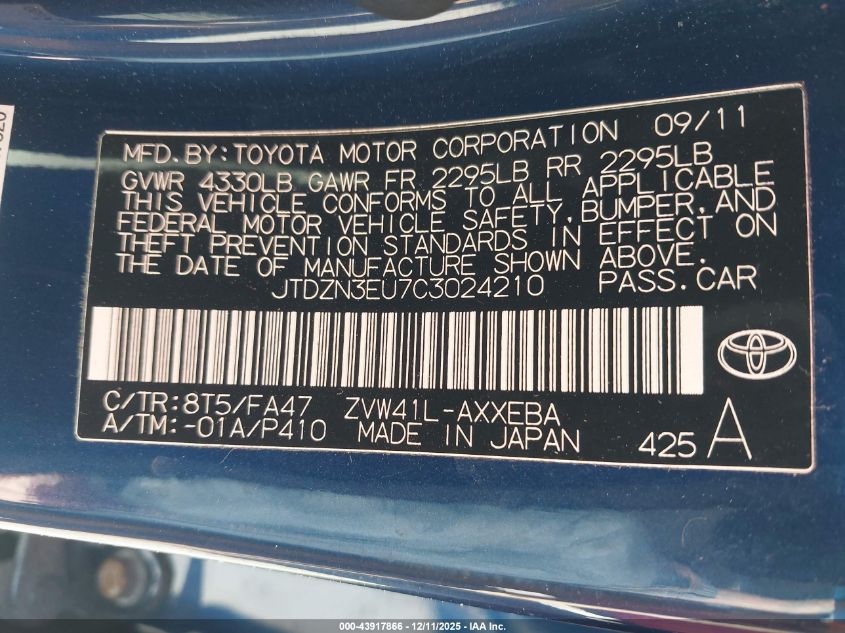 MFD. BY: TOYOTA MOTOR CORPORATION 09/11
GVWR 4330LB GAWR FR 2295LB RR 2295LB
THIS VEHICLE CONFORMS TO ALL APPLICABLE
FEDERAL MOTOR VEHICLE SAFETY, BUMPER, AND
THEFT PREVENTION STANDARDS IN EFFECT ON
THE DATE OF MANUFACTURE SHOWN ABOVE.
JTDZN3EU7C3024210 PASS. CAR
C/TR: 8T5/FA47 ZVW41L-AXXEBA
A/TM: -01A/P410 MADE IN JAPAN 425 A
000-43917866 - 12/11/2025 - IAA Inc.